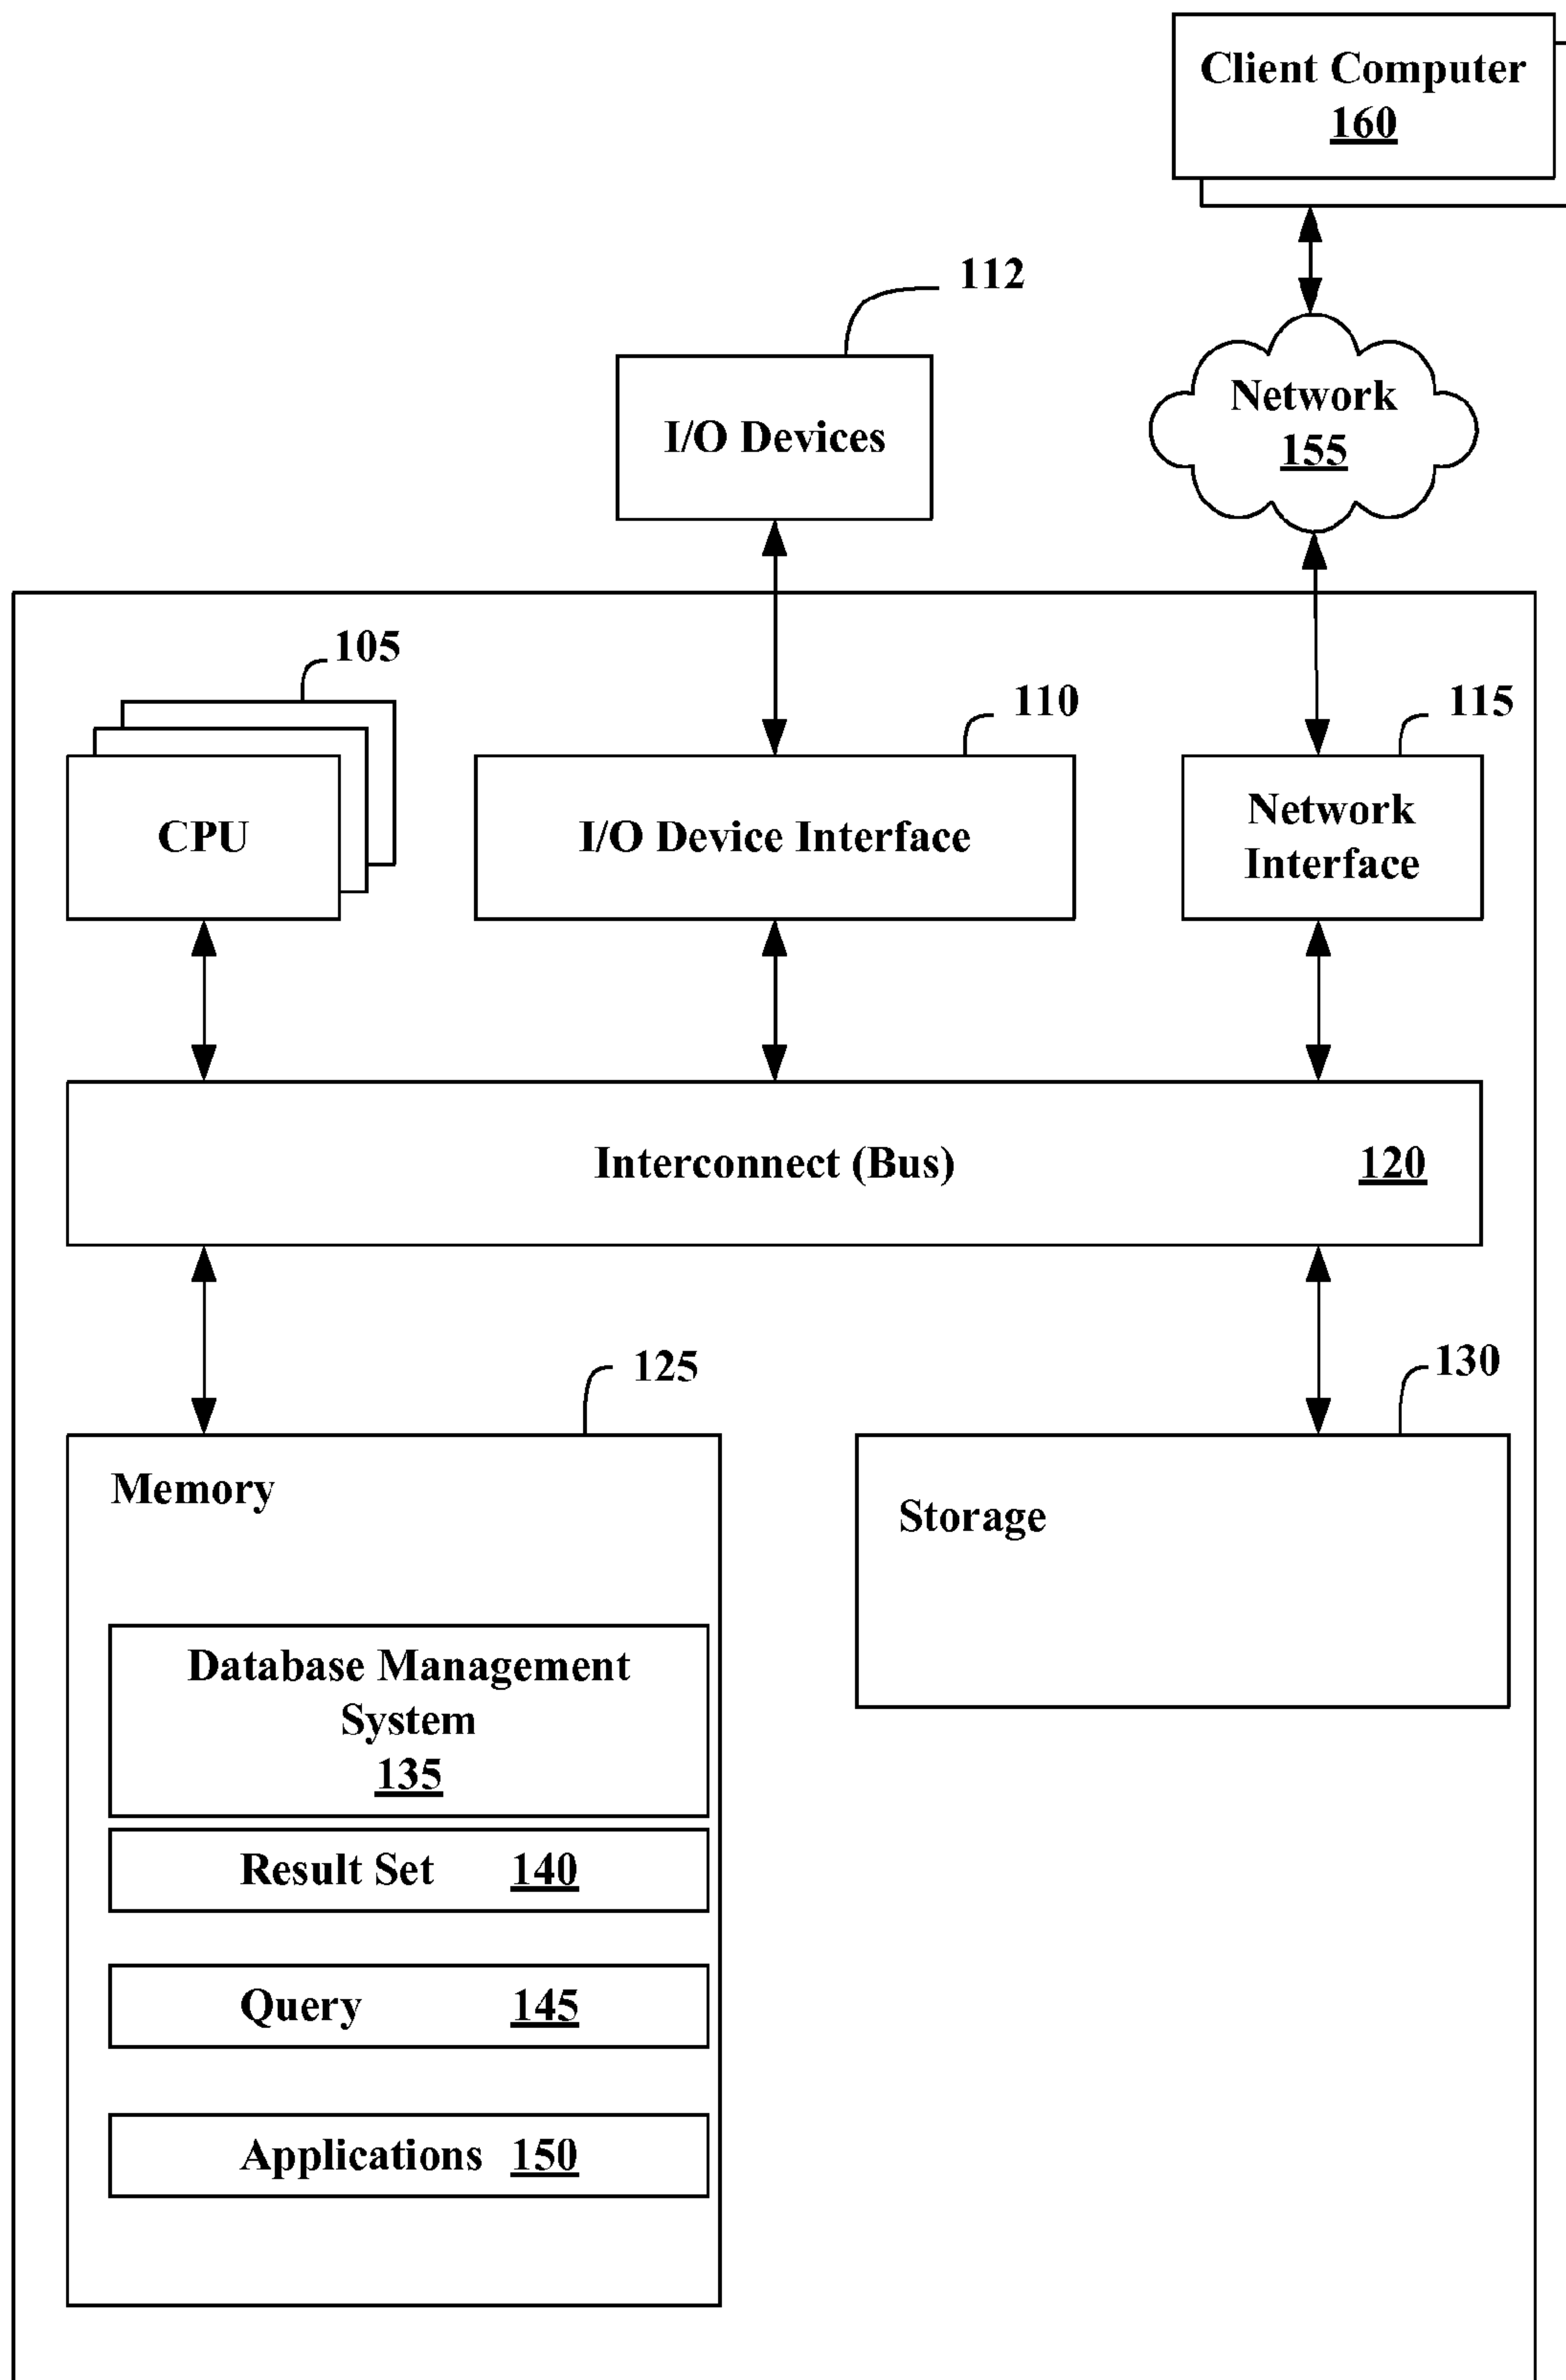 Client Computer
160
112
I/O Devices
Network
155
105
110
115
CPU
I/O Device Interface
Network
Interface
Interconnect (Bus)
120
125
130
Memory
Storage
Database Management
System
135
Result Set 140
Query 145
Applications 150